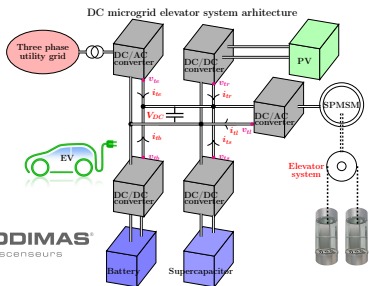 DC microgrid elevator system arhitecture
Three phase
utility grid
DC/AC
converter
DC/DC
converter
PV
v_te
v_tr
i_te
i_tr
DC/AC
converter
SPMSM
V_DC
i_tl
v_tl
i_tb
i_ts
EV
v_tb
v_ts
Elevator
system
DC/DC
converter
DC/DC
converter
ODIMAS®
scenseurs
Battery
Supercapacitor